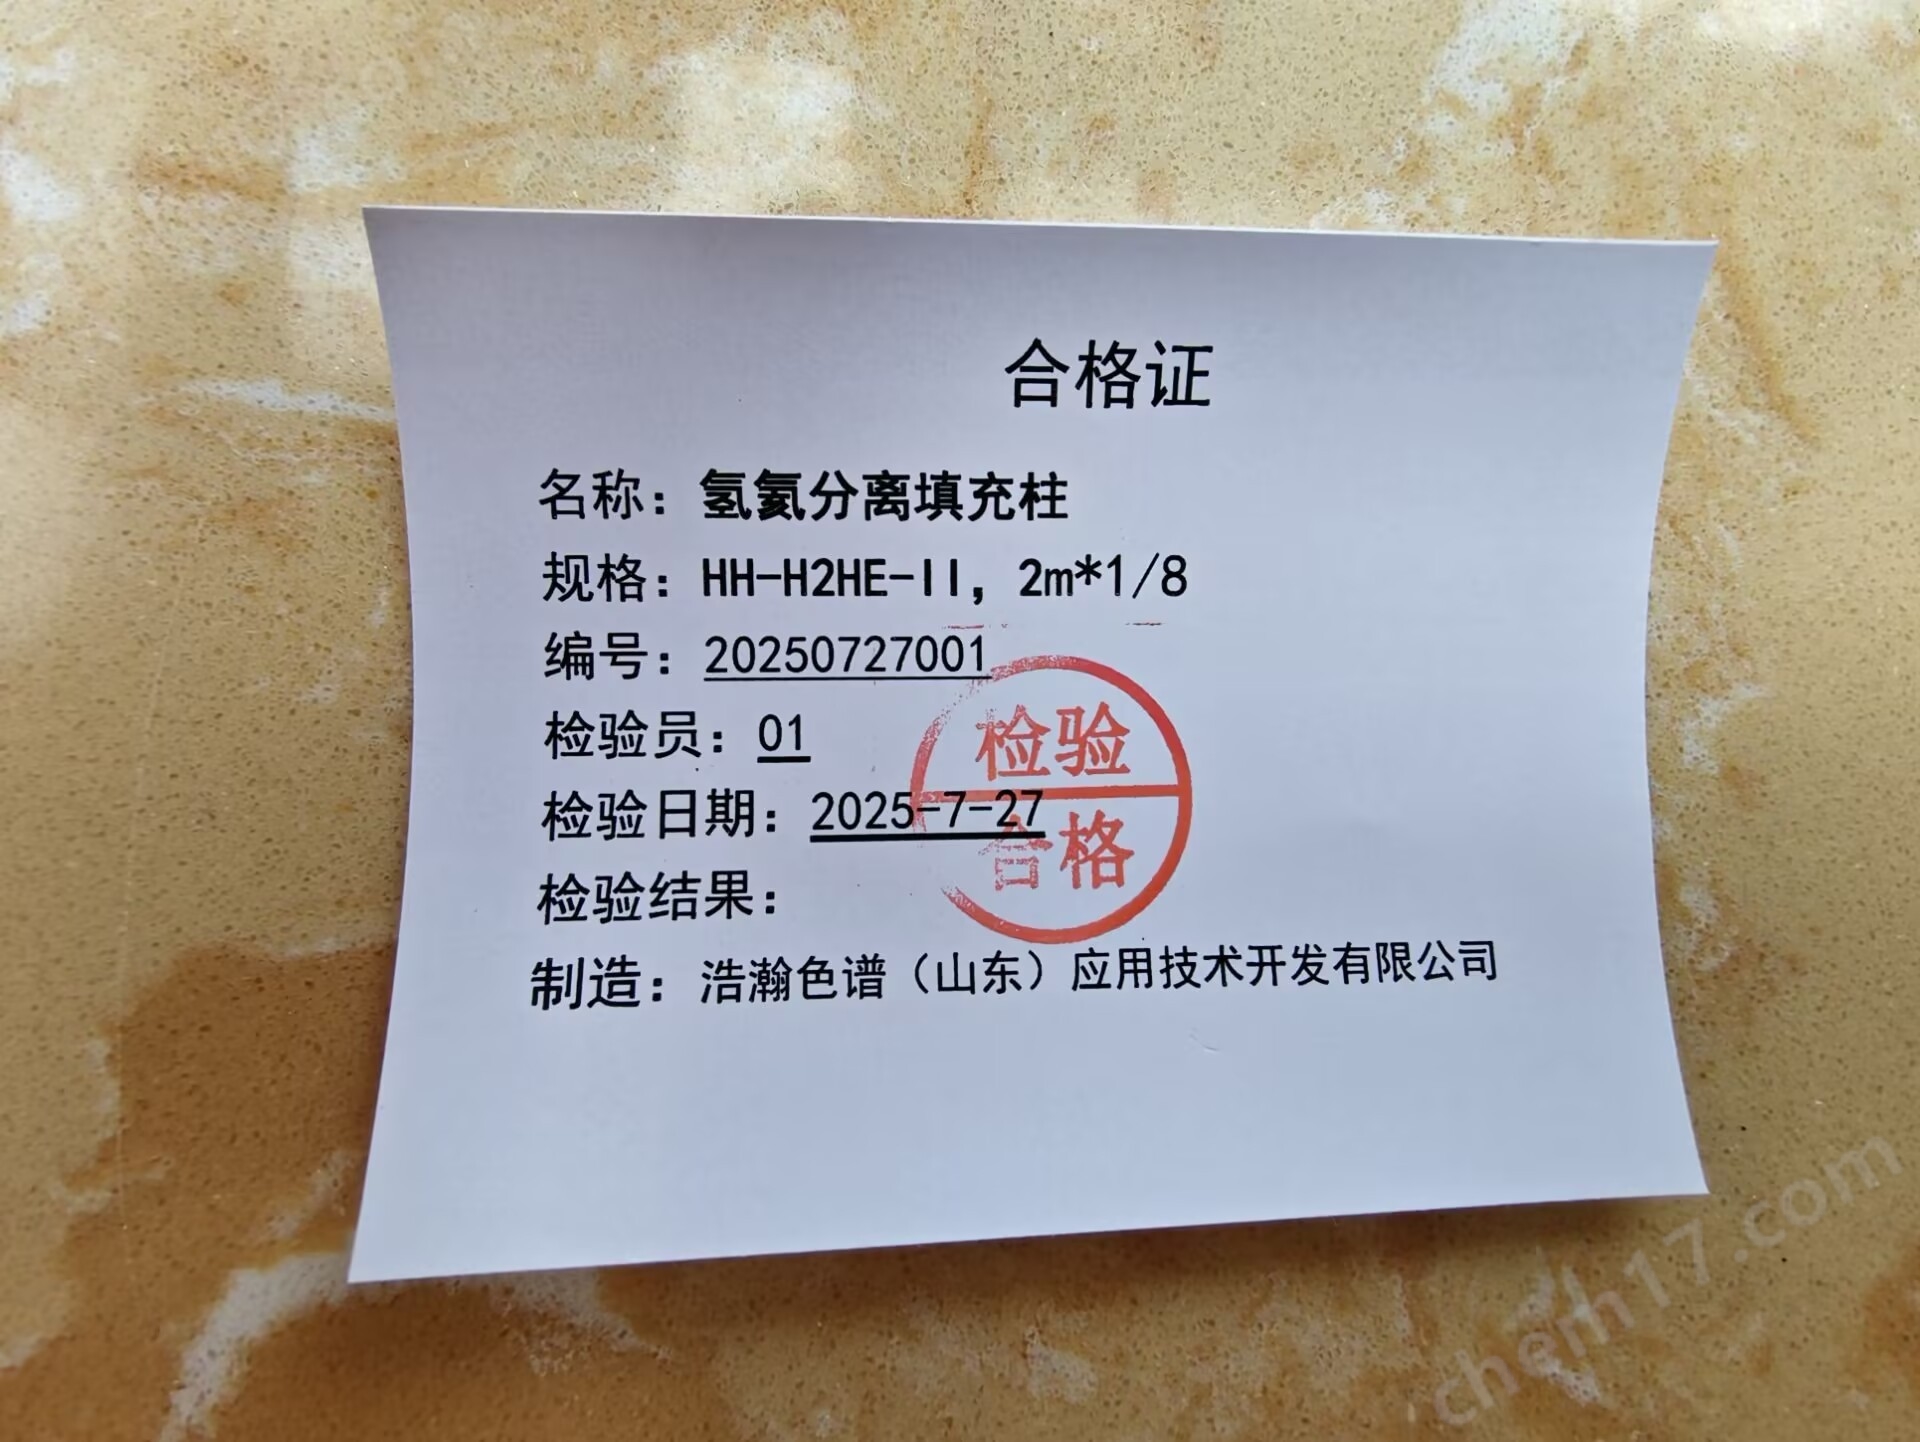 合格证
名称：氢氦分离填充柱
规格：HH-H2HE-II，2m*1/8
编号：20250727001
检验员：01
检验日期：2025-7-27
检验结果：
检验
合格
制造：浩瀚色谱（山东）应用技术开发有限公司
chem17.com